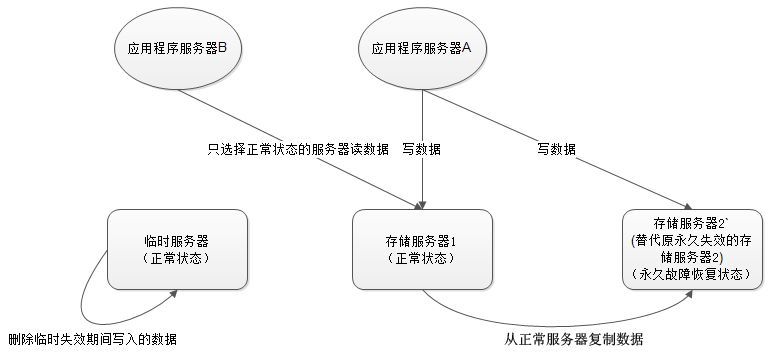 应用程序服务器B
应用程序服务器A
只选择正常状态的服务器读数据
写数据
写数据
临时服务器
（正常状态）
存储服务器1
（正常状态）
存储服务器2`
(替代原永久失效的存
储服务器2)
（永久故障恢复状态）
删除临时失效期间写入的数据
从正常服务器复制数据